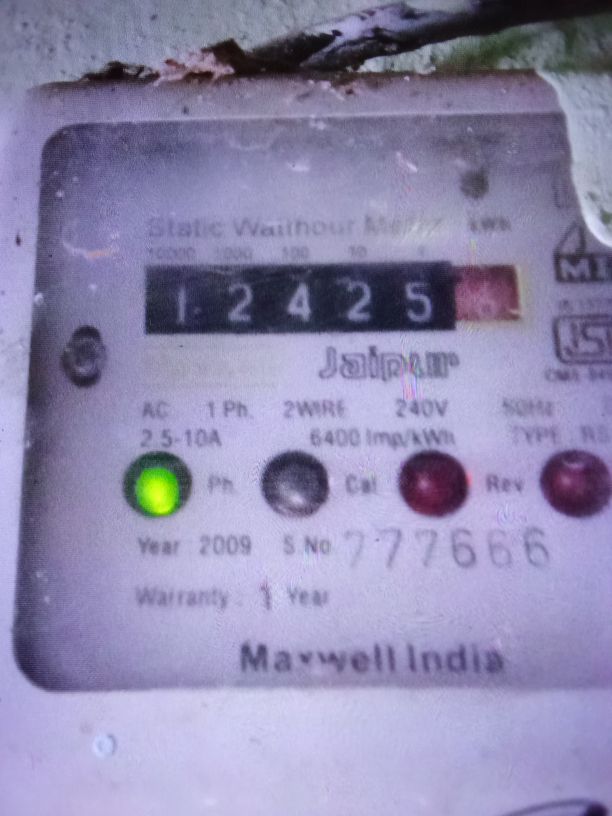 Static Watthour Meter kWh
10000 1000 100 10 1
1 2 4 2 5
Jaipur
AC 1 Ph. 2WIRE 240V 50Hz
2.5-10A 6400 Imp/kWh TYPE : RS
Ph. Cal Rev
Year : 2009 S.No. 777666
Warranty : 1 Year
Maxwell India